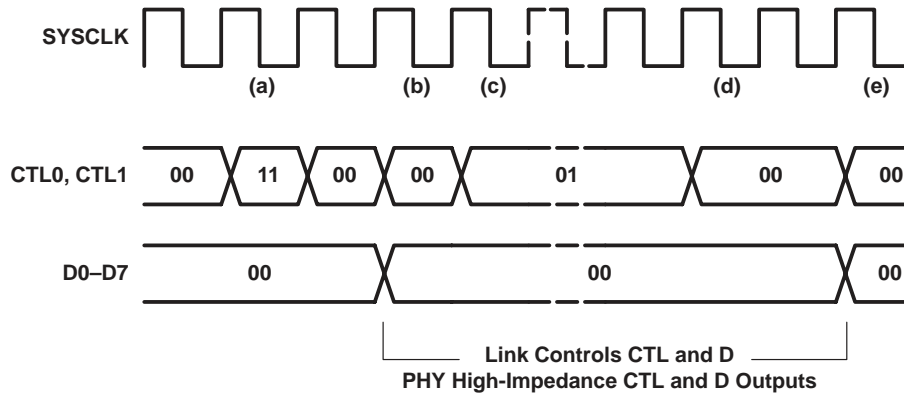 SYSCLK
(a) (b) (c) (d) (e)
CTL0, CTL1 00 11 00 00 01 00 00
D0–D7 00 00 00
Link Controls CTL and D
PHY High-Impedance CTL and D Outputs